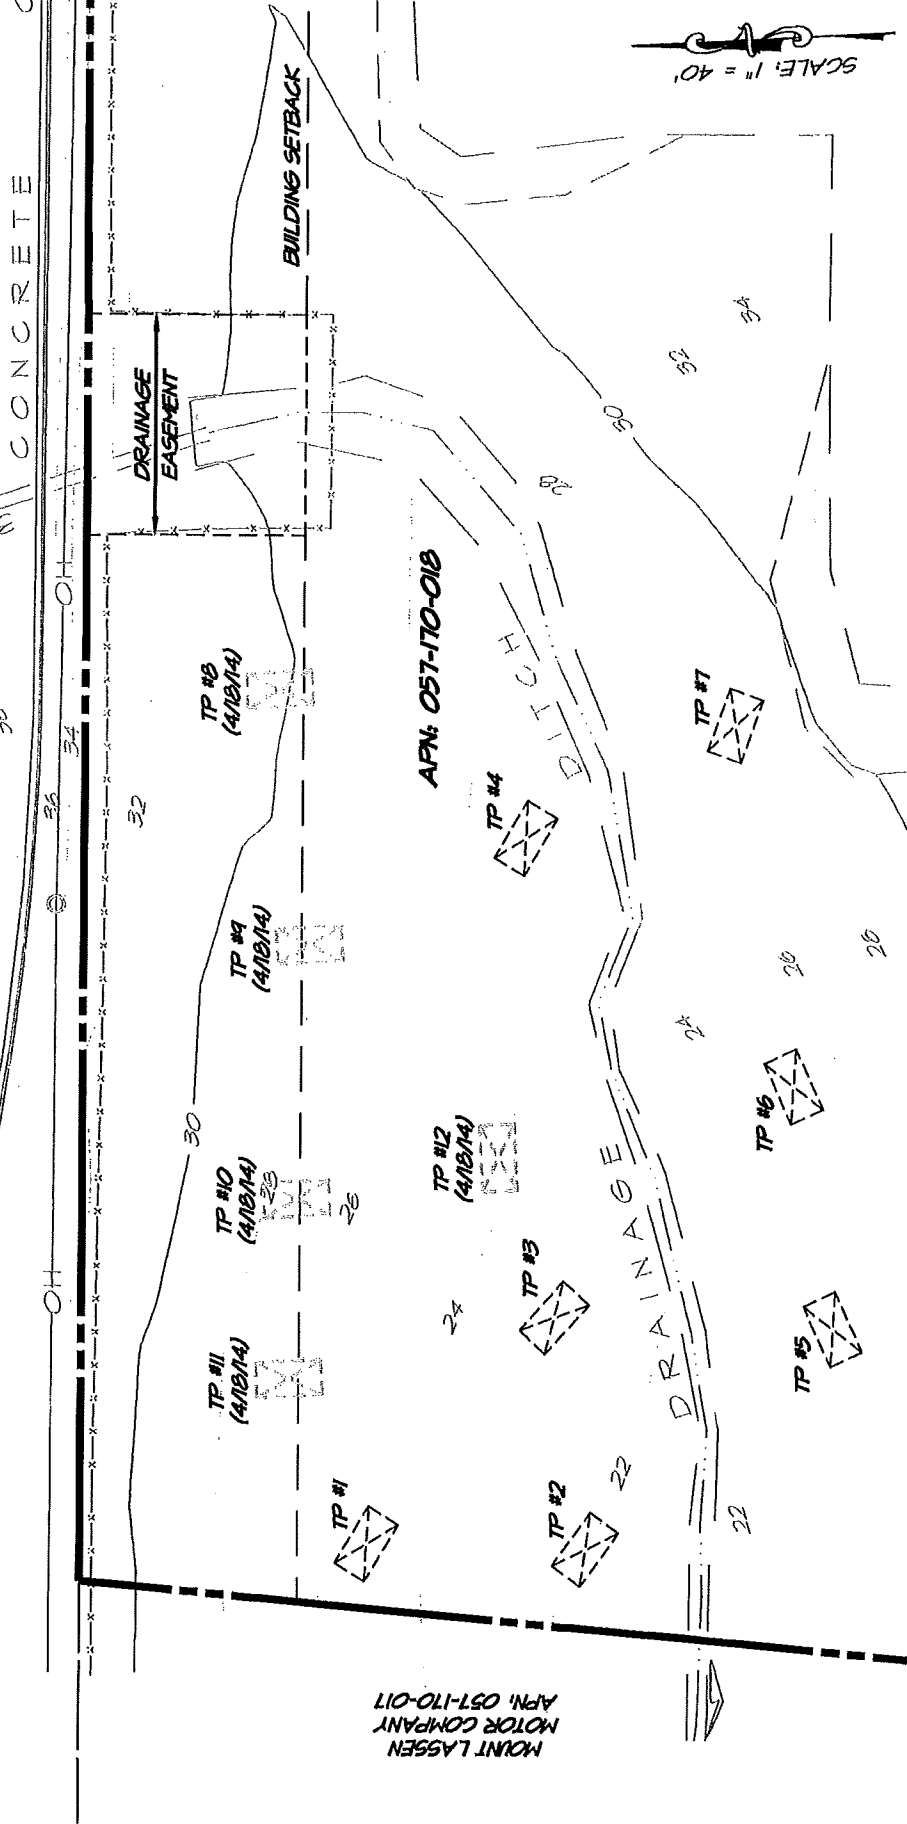 CONCRETE
OH
34
36
32
BUILDING SETBACK
DRAINAGE
EASEMENT
SCALE: 1" = 40'
APN: 057-170-018
TP #8
(4/18/14)
TP #9
(4/18/14)
30
TP #10
(4/18/14)
28
26
TP #11
(4/18/14)
TP #12
(4/18/14)
OH
24
TP #1
TP #2
TP #3
TP #4
TP #5
TP #6
TP #7
DRAINAGE DITCH
22
22
24
26
28
28
30
32
34
MOUNT LASSEN
MOTOR COMPANY
APN: 057-170-017